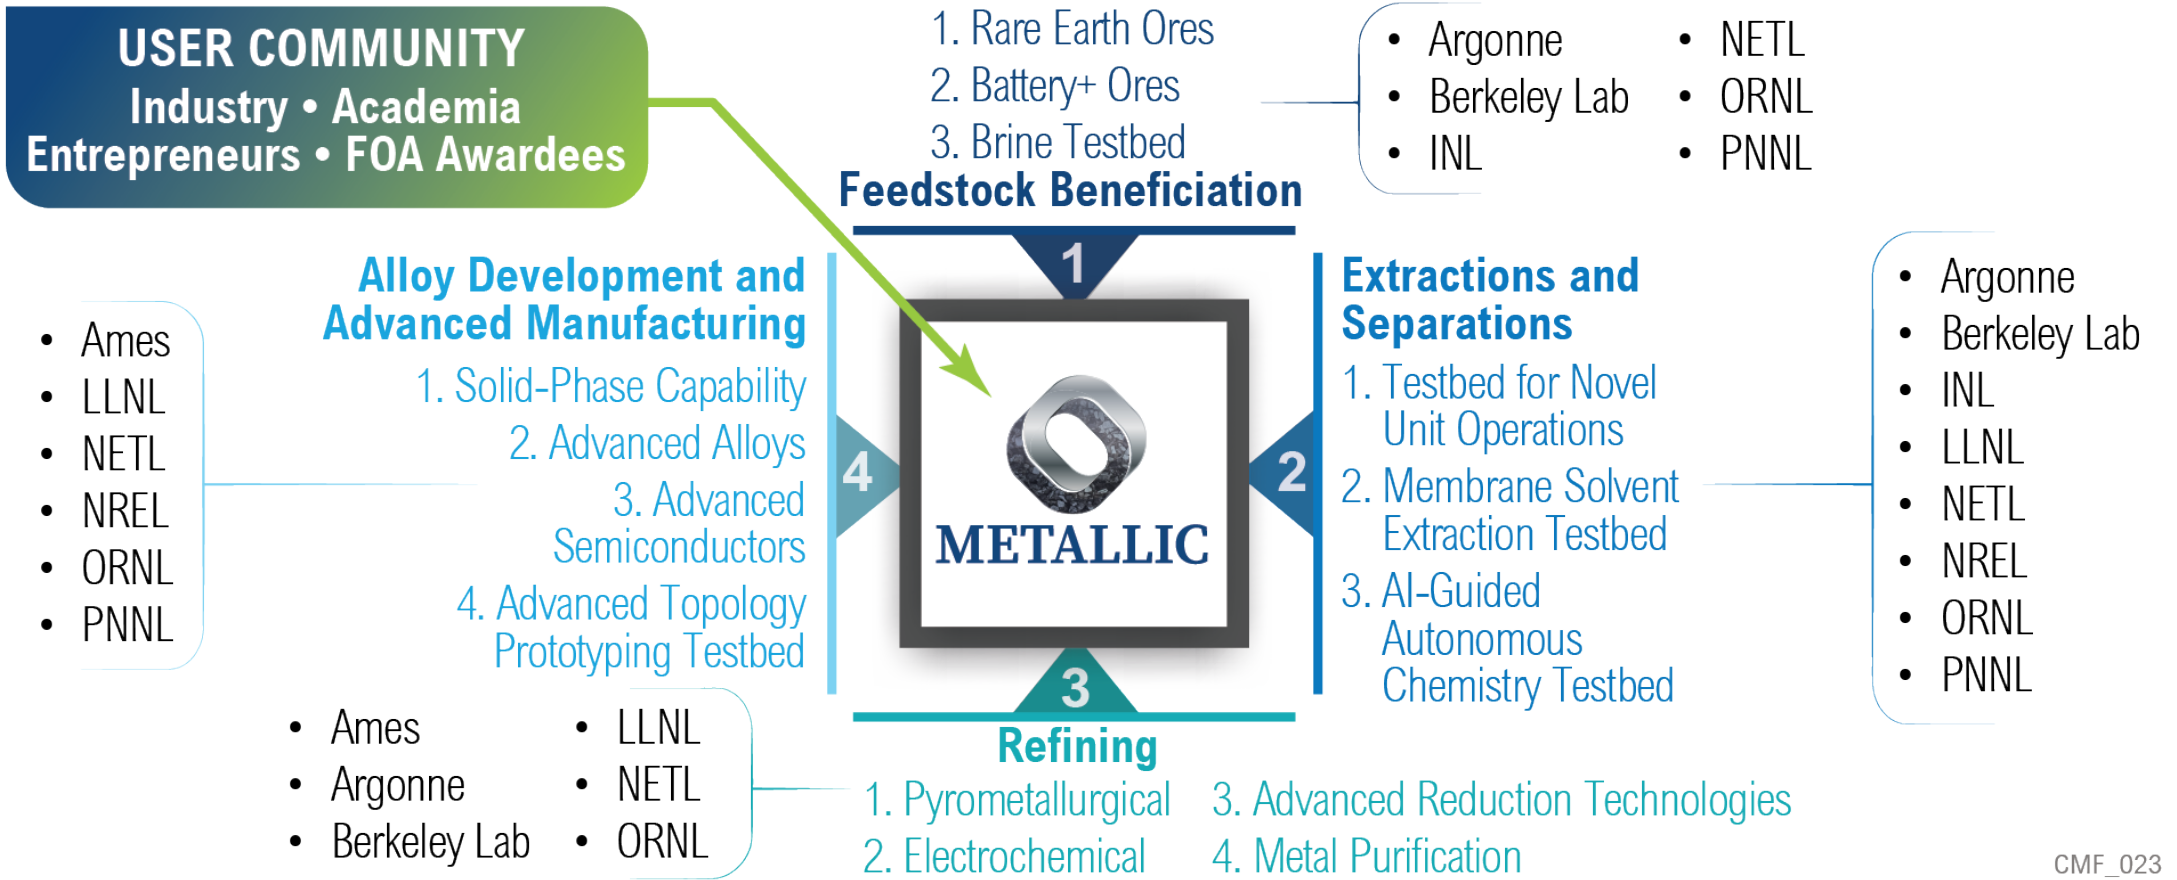 USER COMMUNITY
Industry • Academia
Entrepreneurs • FOA Awardees
1. Rare Earth Ores
2. Battery+ Ores
3. Brine Testbed
Feedstock Beneficiation
• Argonne
• Berkeley Lab
• INL
• NETL
• ORNL
• PNNL
1
Extractions and
Separations
1. Testbed for Novel
Unit Operations
2. Membrane Solvent
Extraction Testbed
3. AI-Guided
Autonomous
Chemistry Testbed
2
• Argonne
• Berkeley Lab
• INL
• LLNL
• NETL
• NREL
• ORNL
• PNNL
METALLIC
Alloy Development and
Advanced Manufacturing
1. Solid-Phase Capability
2. Advanced Alloys
3. Advanced
Semiconductors
4. Advanced Topology
Prototyping Testbed
4
• Ames
• LLNL
• NETL
• NREL
• ORNL
• PNNL
3
Refining
1. Pyrometallurgical
2. Electrochemical
3. Advanced Reduction Technologies
4. Metal Purification
• Ames
• Argonne
• Berkeley Lab
• LLNL
• NETL
• ORNL
CMF_023